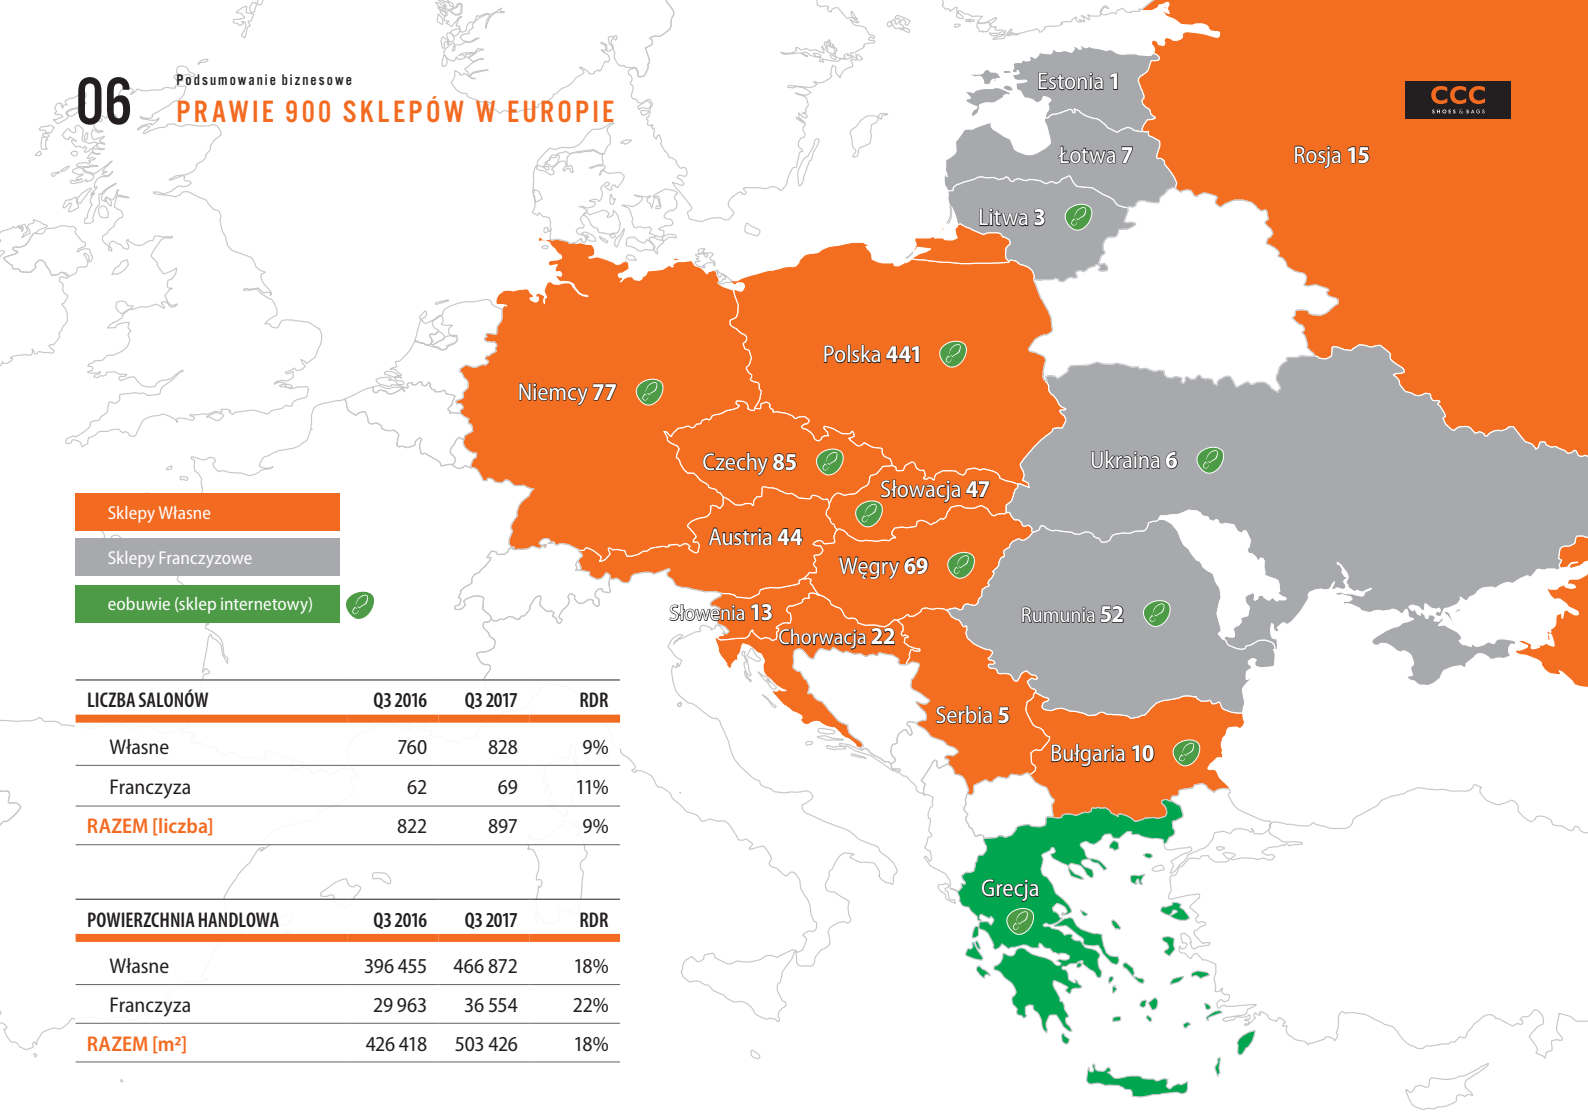 06
Podsumowanie biznesowe
PRAWIE 900 SKLEPÓW W EUROPIE
CCC
SHOES & BAGS
Estonia 1
Łotwa 7
Rosja 15
Litwa 3
Polska 441
Niemcy 77
Czechy 85
Ukraina 6
Słowacja 47
Austria 44
Węgry 69
Słowenia 13
Chorwacja 22
Rumunia 52
Serbia 5
Bułgaria 10
Grecja
Sklepy Własne
Sklepy Franczyzowe
eobuwie (sklep internetowy)
LICZBA SALONÓW Q3 2016 Q3 2017 RDR
Własne 760 828 9%
Franczyza 62 69 11%
RAZEM [liczba] 822 897 9%
POWIERZCHNIA HANDLOWA Q3 2016 Q3 2017 RDR
Własne 396 455 466 872 18%
Franczyza 29 963 36 554 22%
RAZEM [m²] 426 418 503 426 18%